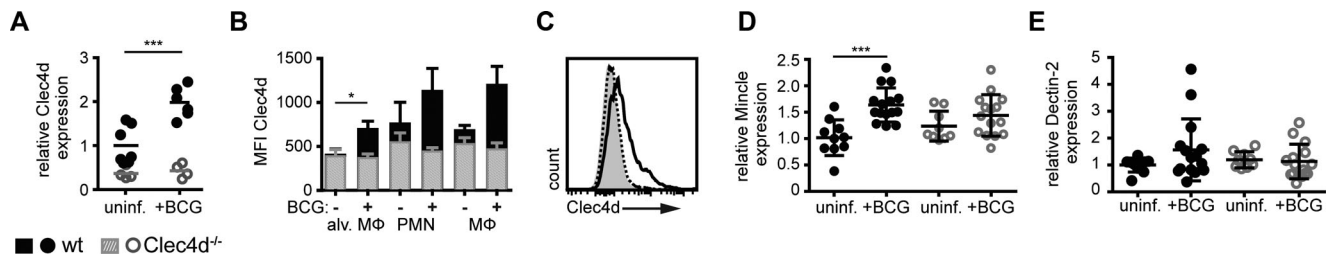 A
relative Clec4d
expression
3
2
1
0
***
uninf. +BCG
B
MFI Clec4d
1500
1000
500
0
*
BCG: - + - + - +
alv. MΦ PMN MΦ
C
count
Clec4d
D
relative Mincle
expression
2.5
2.0
1.5
1.0
0.5
0.0
***
uninf. +BCG uninf. +BCG
E
relative Dectin-2
expression
5
4
3
2
1
0
uninf. +BCG uninf. +BCG
wt Clec4d-/-